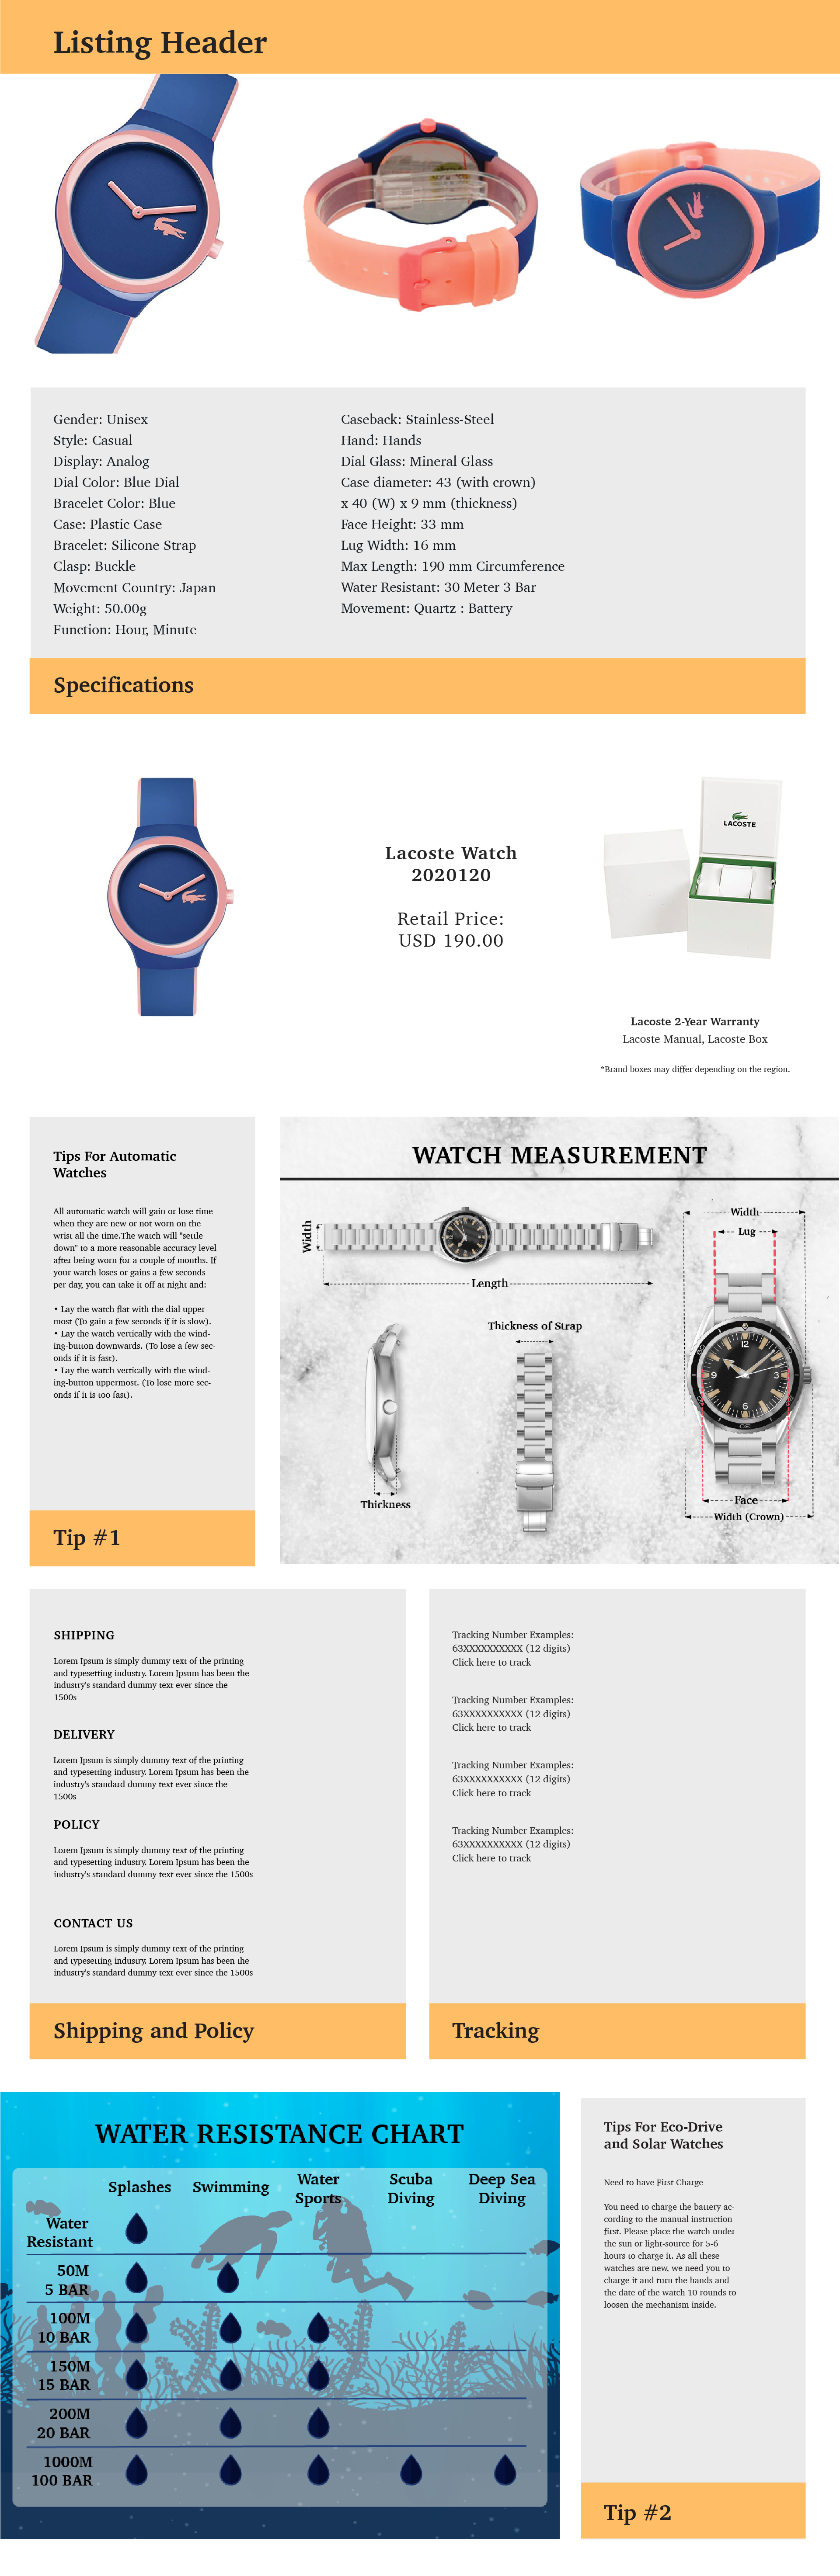 Listing Header
Gender: Unisex
Style: Casual
Display: Analog
Dial Color: Blue Dial
Bracelet Color: Blue
Case: Plastic Case
Bracelet: Silicone Strap
Clasp: Buckle
Movement Country: Japan
Weight: 50.00g
Function: Hour, Minute
Caseback: Stainless-Steel
Hand: Hands
Dial Glass: Mineral Glass
Case diameter: 43 (with crown)
x 40 (W) x 9 mm (thickness)
Face Height: 33 mm
Lug Width: 16 mm
Max Length: 190 mm Circumference
Water Resistant: 30 Meter 3 Bar
Movement: Quartz : Battery
Specifications
Lacoste Watch
2020120
Retail Price:
USD 190.00
LACOSTE
Lacoste 2-Year Warranty
Lacoste Manual, Lacoste Box
*Brand boxes may differ depending on the region.
Tips For Automatic
Watches
All automatic watch will gain or lose time
when they are new or not worn on the
wrist all the time.The watch will "settle
down" to a more reasonable accuracy level
after being worn for a couple of months. If
your watch loses or gains a few seconds
per day, you can take it off at night and:
• Lay the watch flat with the dial upper-
most (To gain a few seconds if it is slow).
• Lay the watch vertically with the wind-
ing-button downwards. (To lose a few sec-
onds if it is fast).
• Lay the watch vertically with the wind-
ing-button uppermost. (To lose more sec-
onds if it is too fast).
Tip #1
WATCH MEASUREMENT
Width
Length
Thickness of Strap
Thickness
Width
Lug
12
9
3
6
Face
Width (Crown)
SHIPPING
Lorem Ipsum is simply dummy text of the printing
and typesetting industry. Lorem Ipsum has been the
industry's standard dummy text ever since the
1500s
DELIVERY
Lorem Ipsum is simply dummy text of the printing
and typesetting industry. Lorem Ipsum has been the
industry's standard dummy text ever since the
1500s
POLICY
Lorem Ipsum is simply dummy text of the printing
and typesetting industry. Lorem Ipsum has been the
industry's standard dummy text ever since the 1500s
CONTACT US
Lorem Ipsum is simply dummy text of the printing
and typesetting industry. Lorem Ipsum has been the
industry's standard dummy text ever since the 1500s
Shipping and Policy
Tracking Number Examples:
63XXXXXXXXXX (12 digits)
Click here to track
Tracking Number Examples:
63XXXXXXXXXX (12 digits)
Click here to track
Tracking Number Examples:
63XXXXXXXXXX (12 digits)
Click here to track
Tracking Number Examples:
63XXXXXXXXXX (12 digits)
Click here to track
Tracking
WATER RESISTANCE CHART
Splashes
Swimming
Water
Sports
Scuba
Diving
Deep Sea
Diving
Water
Resistant
50M
5 BAR
100M
10 BAR
150M
15 BAR
200M
20 BAR
1000M
100 BAR
Tips For Eco-Drive
and Solar Watches
Need to have First Charge
You need to charge the battery ac-
cording to the manual instruction
first. Please place the watch under
the sun or light-source for 5-6
hours to charge it. As all these
watches are new, we need you to
charge it and turn the hands and
the date of the watch 10 rounds to
loosen the mechanism inside.
Tip #2